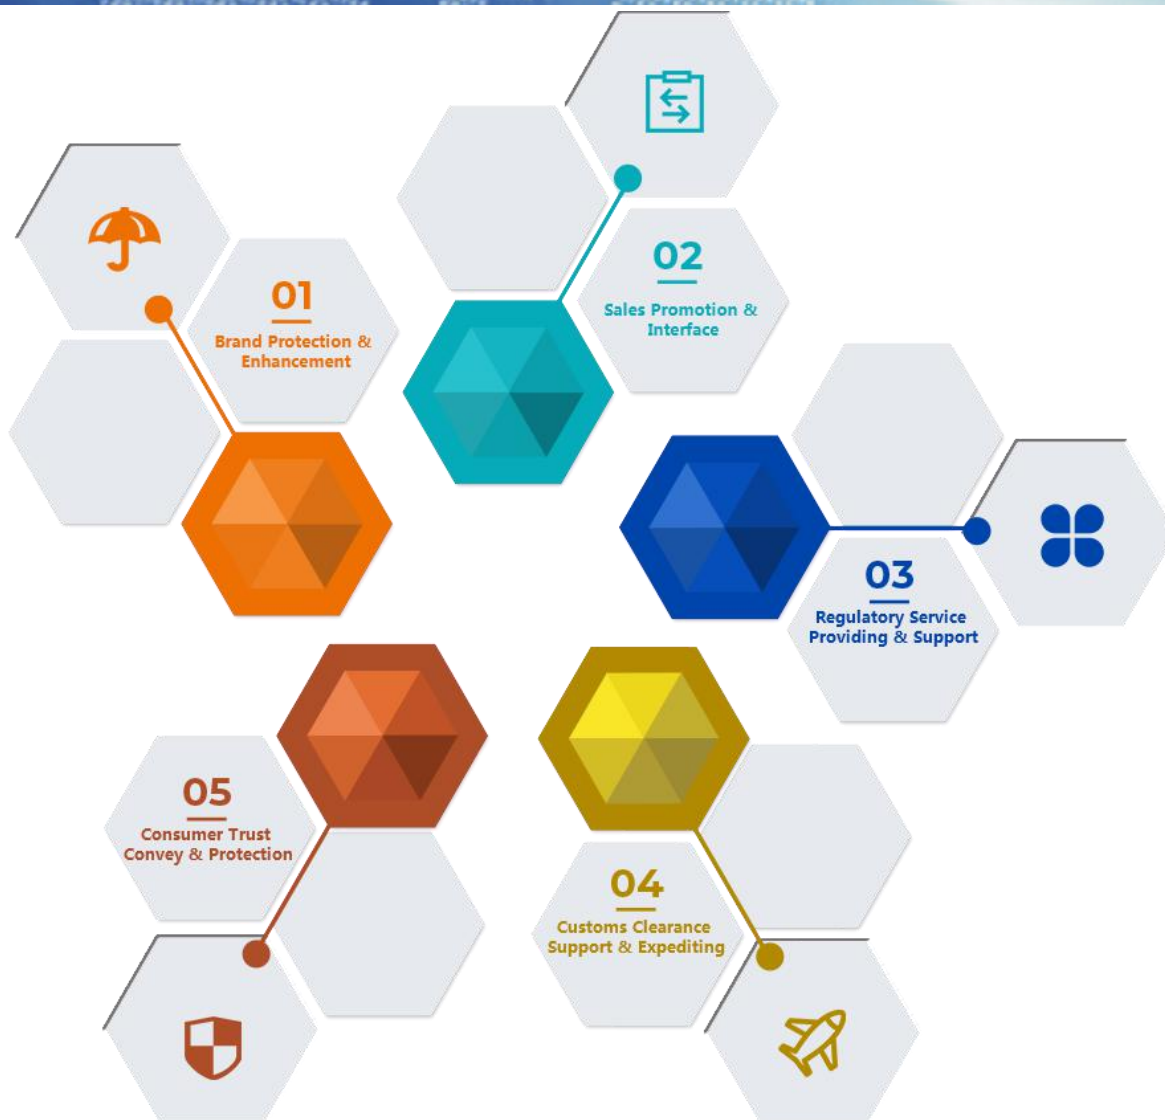 01
Brand Protection &
Enhancement
02
Sales Promotion &
Interface
03
Regulatory Service
Providing & Support
04
Customs Clearance
Support & Expediting
05
Consumer Trust
Convey & Protection